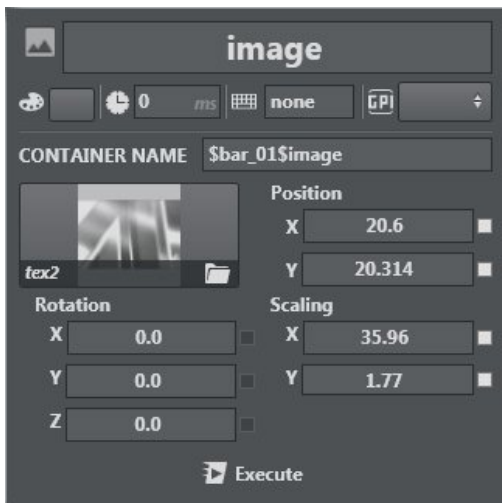 image
0 ms none GPI
CONTAINER NAME $bar_01$image
tex2
Position
X 20.6
Y 20.314
Rotation
X 0.0
Y 0.0
Z 0.0
Scaling
X 35.96
Y 1.77
Execute